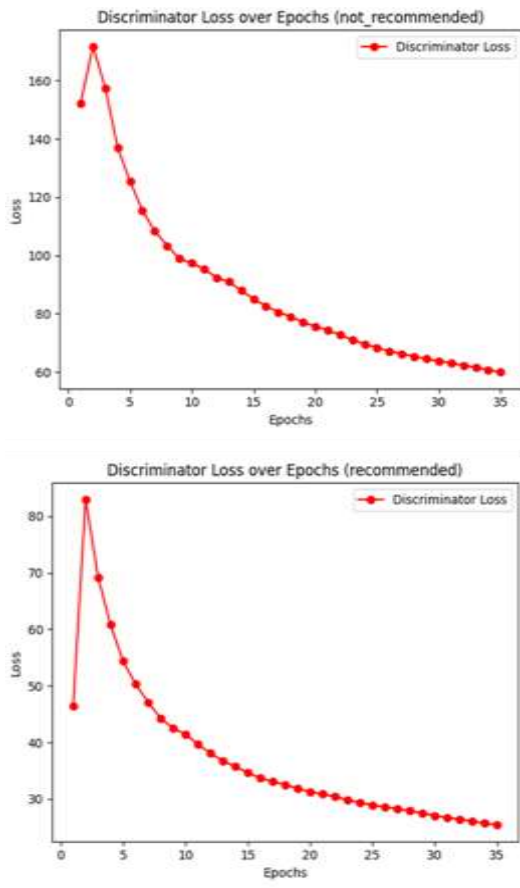 Discriminator Loss over Epochs (not_recommended)
Discriminator Loss
160
140
120
100
80
60
Loss
0 5 10 15 20 25 30 35
Epochs
Discriminator Loss over Epochs (recommended)
Discriminator Loss
80
70
60
50
40
30
Loss
0 5 10 15 20 25 30 35
Epochs